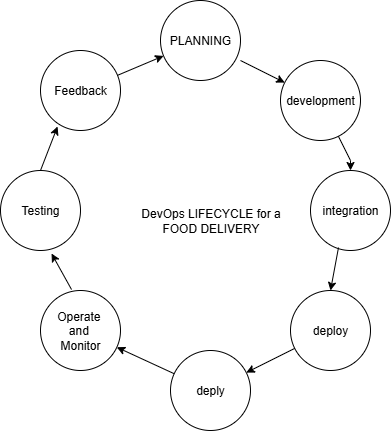 PLANNING
development
integration
deploy
deply
Operate
and
Monitor
Testing
Feedback
DevOps LIFECYCLE for a
FOOD DELIVERY